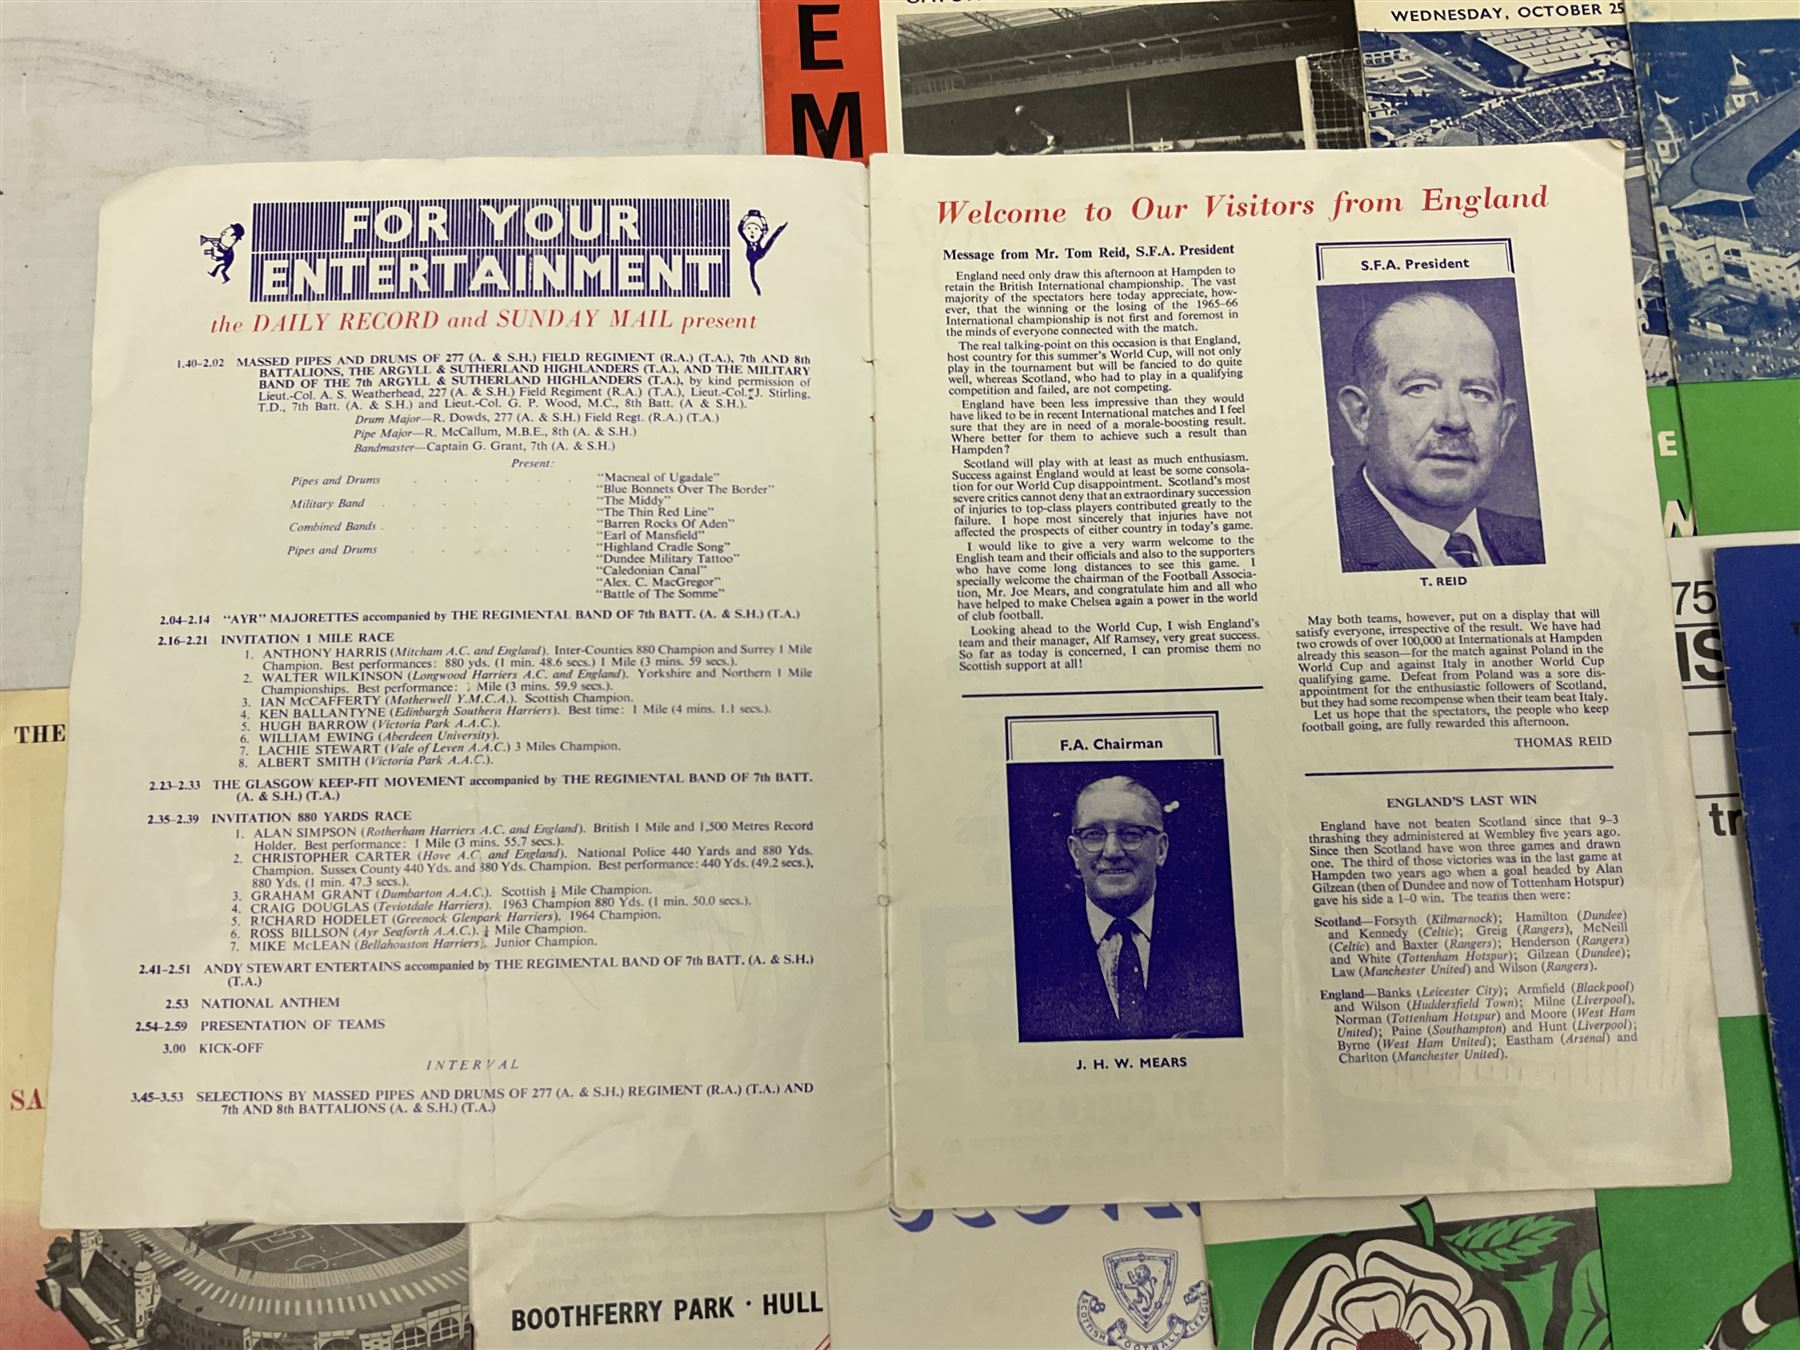 E
M
WEDNESDAY, OCTOBER 25
FOR YOUR
ENTERTAINMENT
the DAILY RECORD and SUNDAY MAIL present
1.40–2.02 MASSED PIPES AND DRUMS OF 277 (A. & S.H.) FIELD REGIMENT (R.A.) (T.A.), 7th AND 8th
BATTALIONS, THE ARGYLL & SUTHERLAND HIGHLANDERS (T.A.), AND THE MILITARY
BAND OF THE 7th ARGYLL & SUTHERLAND HIGHLANDERS (T.A.), by kind permission of
Lieut.-Col. A. S. Weatherhead, 227 (A. & S.H.) Field Regiment (R.A.) (T.A.), Lieut.-Col. J. Stirling,
T.D., 7th Batt. (A. & S.H.) and Lieut.-Col. G. P. Wood, M.C., 8th Batt. (A. & S.H.).
Drum Major—R. Dowds, 277 (A. & S.H.) Field Regt. (R.A.) (T.A.)
Pipe Major—R. McCallum, M.B.E., 8th (A. & S.H.)
Bandmaster—Captain G. Grant, 7th (A. & S.H.)
Present:
Pipes and Drums . . . . . . "Macneal of Ugadale"
"Blue Bonnets Over The Border"
Military Band . . . . . . "The Middy"
"The Thin Red Line"
Combined Bands . . . . . . "Barren Rocks Of Aden"
"Earl of Mansfield"
Pipes and Drums . . . . . . "Highland Cradle Song"
"Dundee Military Tattoo"
"Caledonian Canal"
"Alex. C. MacGregor"
"Battle of The Somme"
2.04–2.14 "AYR" MAJORETTES accompanied by THE REGIMENTAL BAND OF 7th BATT. (A. & S.H.) (T.A.)
2.16–2.21 INVITATION 1 MILE RACE
1. ANTHONY HARRIS (Mitcham A.C. and England). Inter-Counties 880 Champion and Surrey 1 Mile
Champion. Best performances: 880 yds. (1 min. 48.6 secs.) 1 Mile (3 mins. 59 secs.).
2. WALTER WILKINSON (Longwood Harriers A.C. and England). Yorkshire and Northern 1 Mile
Championships. Best performance: 1 Mile (3 mins. 59.9 secs.).
3. IAN McCAFFERTY (Motherwell Y.M.C.A.). Scottish Champion.
4. KEN BALLANTYNE (Edinburgh Southern Harriers). Best time: 1 Mile (4 mins. 1.1 secs.).
5. HUGH BARROW (Victoria Park A.A.C.).
6. WILLIAM EWING (Aberdeen University).
7. LACHIE STEWART (Vale of Leven A.A.C.) 3 Miles Champion.
8. ALBERT SMITH (Victoria Park A.A.C.).
2.23–2.33 THE GLASGOW KEEP-FIT MOVEMENT accompanied by THE REGIMENTAL BAND OF 7th BATT.
(A. & S.H.) (T.A.)
2.35–2.39 INVITATION 880 YARDS RACE
1. ALAN SIMPSON (Rotherham Harriers A.C. and England). British 1 Mile and 1,500 Metres Record
Holder. Best performance: 1 Mile (3 mins. 55.7 secs.).
2. CHRISTOPHER CARTER (Hove A.C. and England). National Police 440 Yards and 880 Yds.
Champion. Sussex County 440 Yds. and 880 Yds. Champion. Best performance: 440 Yds. (49.2 secs.),
880 Yds. (1 min. 47.3 secs.).
3. GRAHAM GRANT (Dumbarton A.A.C.). Scottish ½ Mile Champion.
4. CRAIG DOUGLAS (Teviotdale Harriers). 1963 Champion 880 Yds. (1 min. 50.0 secs.).
5. RICHARD HODELET (Greenock Glenpark Harriers). 1964 Champion.
6. ROSS BILLSON (Ayr Seaforth A.A.C.). Mile Champion.
7. MIKE McLEAN (Bellahouston Harriers). Junior Champion.
2.41–2.51 ANDY STEWART ENTERTAINS accompanied by THE REGIMENTAL BAND OF 7th BATT. (A. & S.H.)
(T.A.)
2.53 NATIONAL ANTHEM
2.54–2.59 PRESENTATION OF TEAMS
3.00 KICK-OFF
INTERVAL
3.45–3.53 SELECTIONS BY MASSED PIPES AND DRUMS OF 277 (A. & S.H.) REGIMENT (R.A.) (T.A.) AND
7th AND 8th BATTALIONS (A. & S.H.) (T.A.)
Welcome to Our Visitors from England
Message from Mr. Tom Reid, S.F.A. President
England need only draw this afternoon at Hampden to
retain the British International championship. The vast
majority of the spectators here today appreciate, how-
ever, that the winning or the losing of the 1965–66
International championship is not first and foremost in
the minds of everyone connected with the match.
The real talking-point on this occasion is that England,
host country for this summer's World Cup, will not only
play in the tournament but will be fancied to do quite
well, whereas Scotland, who had to play in a qualifying
competition and failed, are not competing.
England have been less impressive than they would
have liked to be in recent International matches and I feel
sure that they are in need of a morale-boosting result.
Where better for them to achieve such a result than
Hampden?
Scotland will play with at least as much enthusiasm.
Success against England would at least be some consola-
tion for our World Cup disappointment. Scotland's most
severe critics cannot deny that an extraordinary succession
of injuries to top-class players contributed greatly to the
failure. I hope most sincerely that injuries have not
affected the prospects of either country in today's game.
I would like to give a very warm welcome to the
English team and their officials and also to the supporters
who have come long distances to see this game. I
specially welcome the chairman of the Football Associa-
tion, Mr. Joe Mears, and congratulate him and all who
have helped to make Chelsea again a power in the world
of club football.
Looking ahead to the World Cup, I wish England's
team and their manager, Alf Ramsey, very great success.
So far as today is concerned, I can promise them no
Scottish support at all!
F.A. Chairman
J. H. W. MEARS
S.F.A. President
T. REID
May both teams, however, put on a display that will
satisfy everyone, irrespective of the result. We have had
two crowds of over 100,000 at Internationals at Hampden
already this season—for the match against Poland in the
World Cup and against Italy in another World Cup
qualifying game. Defeat from Poland was a sore dis-
appointment for the enthusiastic followers of Scotland,
but they had some recompense when their team beat Italy.
Let us hope that the spectators, the people who keep
football going, are fully rewarded this afternoon.
THOMAS REID
ENGLAND'S LAST WIN
England have not beaten Scotland since that 9–3
thrashing they administered at Wembley five years ago.
Since then Scotland have won three games and drawn
one. The third of those victories was in the last game at
Hampden two years ago when a goal headed by Alan
Gilzean (then of Dundee and now of Tottenham Hotspur)
gave his side a 1–0 win. The teams then were:
Scotland—Forsyth (Kilmarnock); Hamilton (Dundee)
and Kennedy (Celtic); Greig (Rangers), McNeill
(Celtic) and Baxter (Rangers); Henderson (Rangers)
and White (Tottenham Hotspur); Gilzean (Dundee);
Law (Manchester United) and Wilson (Rangers).
England—Banks (Leicester City); Armfield (Blackpool)
and Wilson (Huddersfield Town); Milne (Liverpool),
Norman (Tottenham Hotspur) and Moore (West Ham
United); Paine (Southampton) and Hunt (Liverpool);
Byrne (West Ham United); Eastham (Arsenal) and
Charlton (Manchester United).
E
75
IS
tr
THE
SA
BOOTHFERRY PARK · HULL
SCOTTISH FOOTBALL LEAGUE